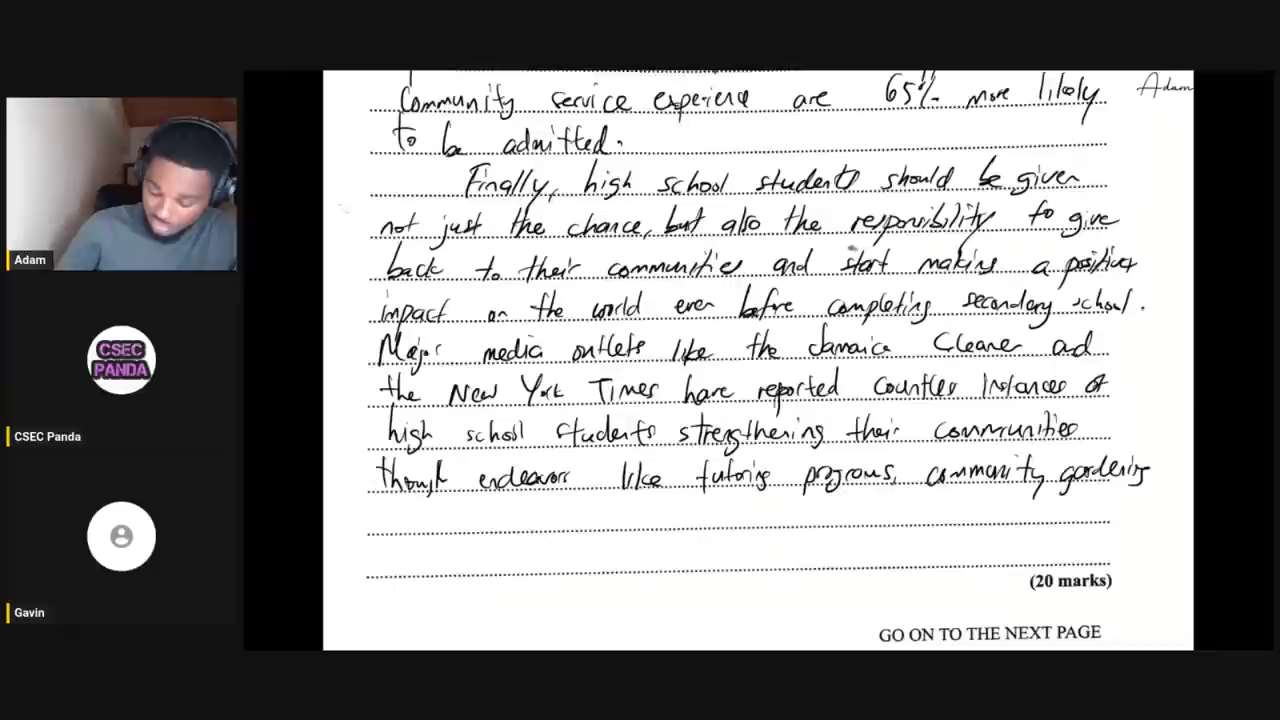 Community service experience are 65% more likely
Adam
to be admitted.
Finally, high school students should be given
not just the chance, but also the responsibility to give
back to their communities and start making a positive
impact on the world even before completing secondary school.
Major media outlets like the Jamaica Gleaner and
the New York Times have reported countless instances of
high school students strengthening their communities
through endeavors like tutoring programs, community gardening
(20 marks)
GO ON TO THE NEXT PAGE
Adam
CSEC
PANDA
CSEC Panda
Gavin